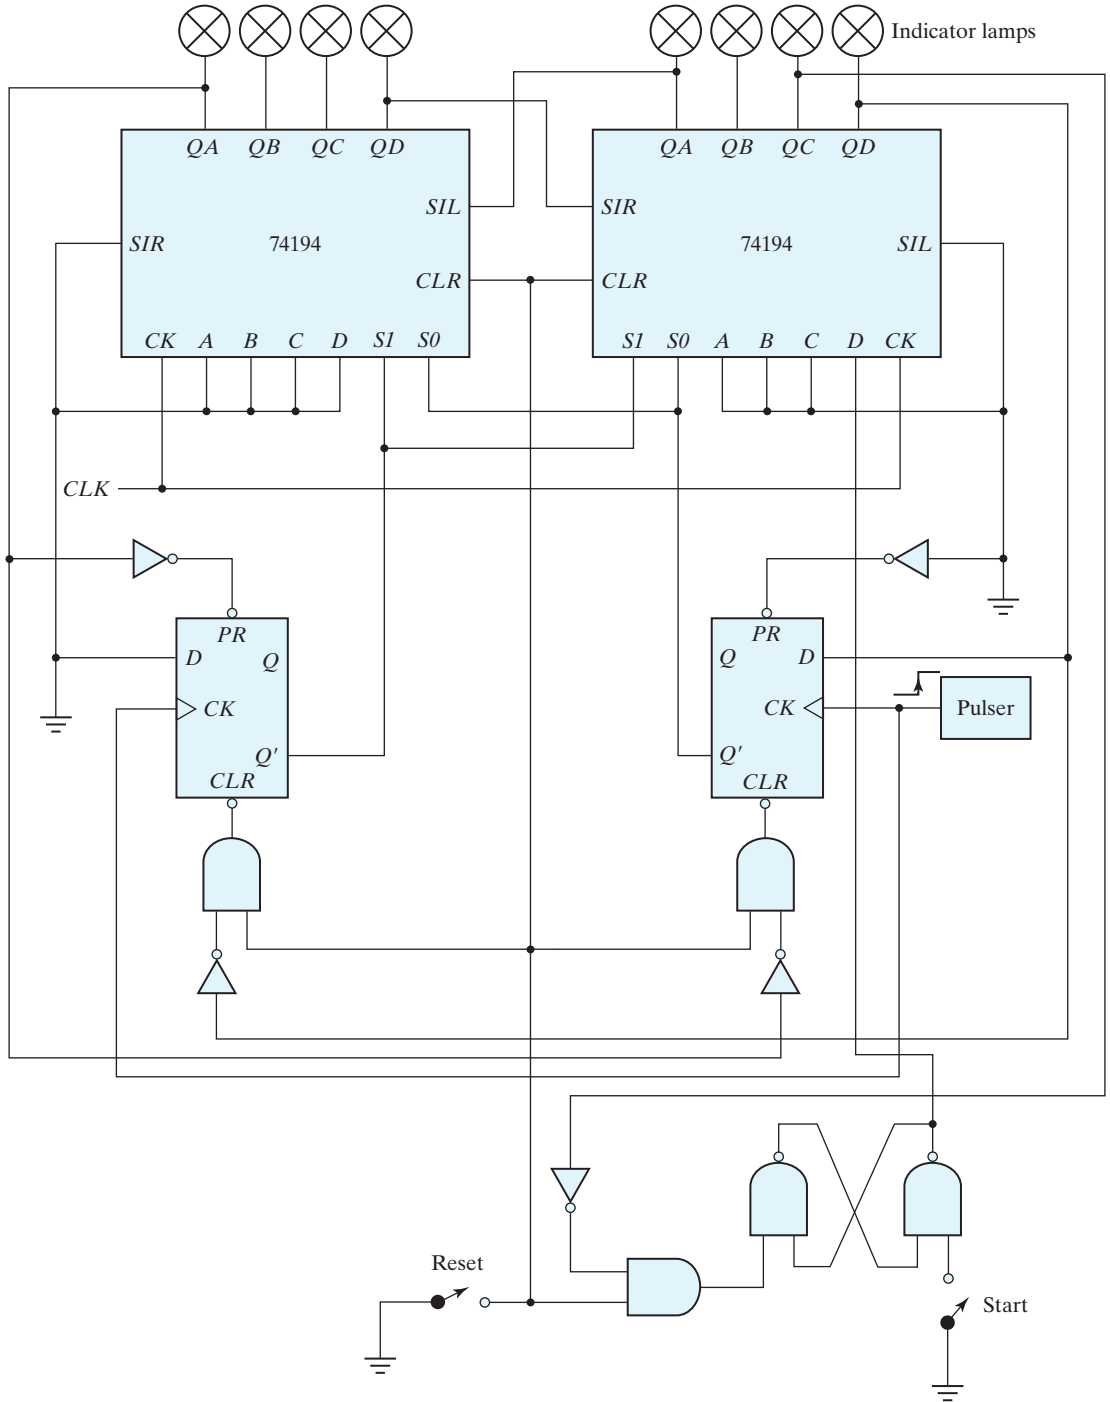 Indicator lamps
QA QB QC QD
QA QB QC QD
SIL
SIR
SIR 74194
74194 SIL
CLR
CLR
CK A B C D S1 S0
S1 S0 A B C D CK
CLK
PR
D Q
CK
Q'
CLR
PR
Q D
CK
Q'
CLR
Pulser
Reset
Start